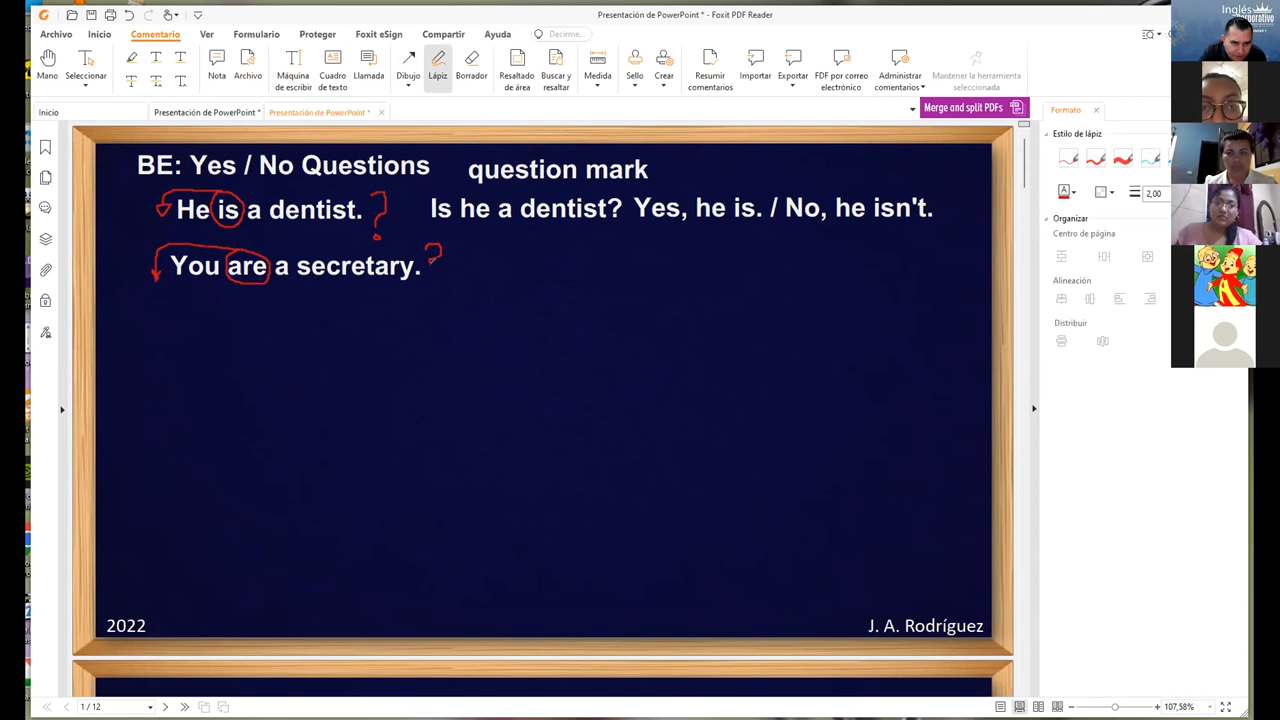 Presentación de PowerPoint * - Foxit PDF Reader
Inglés
Corporativo
Archivo Inicio Comentario Ver Formulario Proteger Foxit eSign Compartir Ayuda Decirme...
Mano Seleccionar Nota Archivo Máquina de escribir Cuadro de texto Llamada Dibujo Lápiz Borrador Resaltado de área Buscar y resaltar Medida Sello Crear Resumir comentarios Importar Exportar FDF por correo electrónico Administrar comentarios Mantener la herramienta seleccionada
Inicio Presentación de PowerPoint * Presentación de PowerPoint * Merge and split PDFs Formato
Estilo de lápiz
2,00
Organizar
Centro de página
Alineación
Distribuir
BE: Yes / No Questions question mark
He is a dentist. ? Is he a dentist? Yes, he is. / No, he isn't.
You are a secretary. ?
2022 J. A. Rodríguez
1 / 12 107,58%